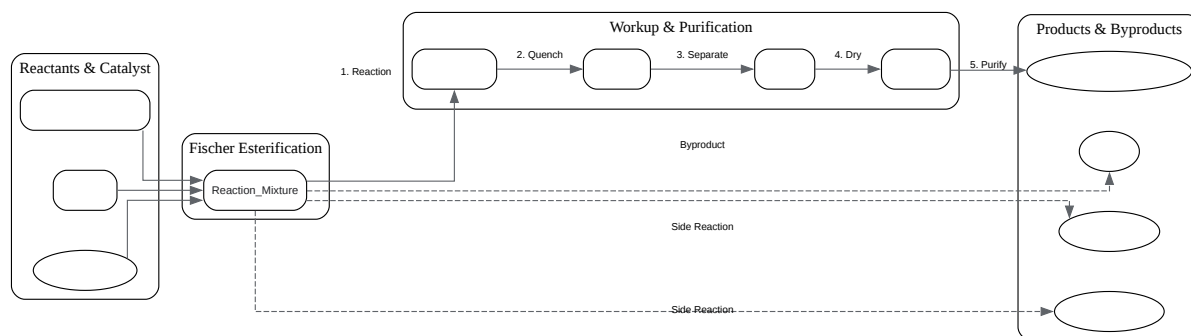 Reactants & Catalyst
Fischer Esterification
Reaction_Mixture
Workup & Purification
1. Reaction
2. Quench
3. Separate
4. Dry
5. Purify
Products & Byproducts
Byproduct
Side Reaction
Side Reaction